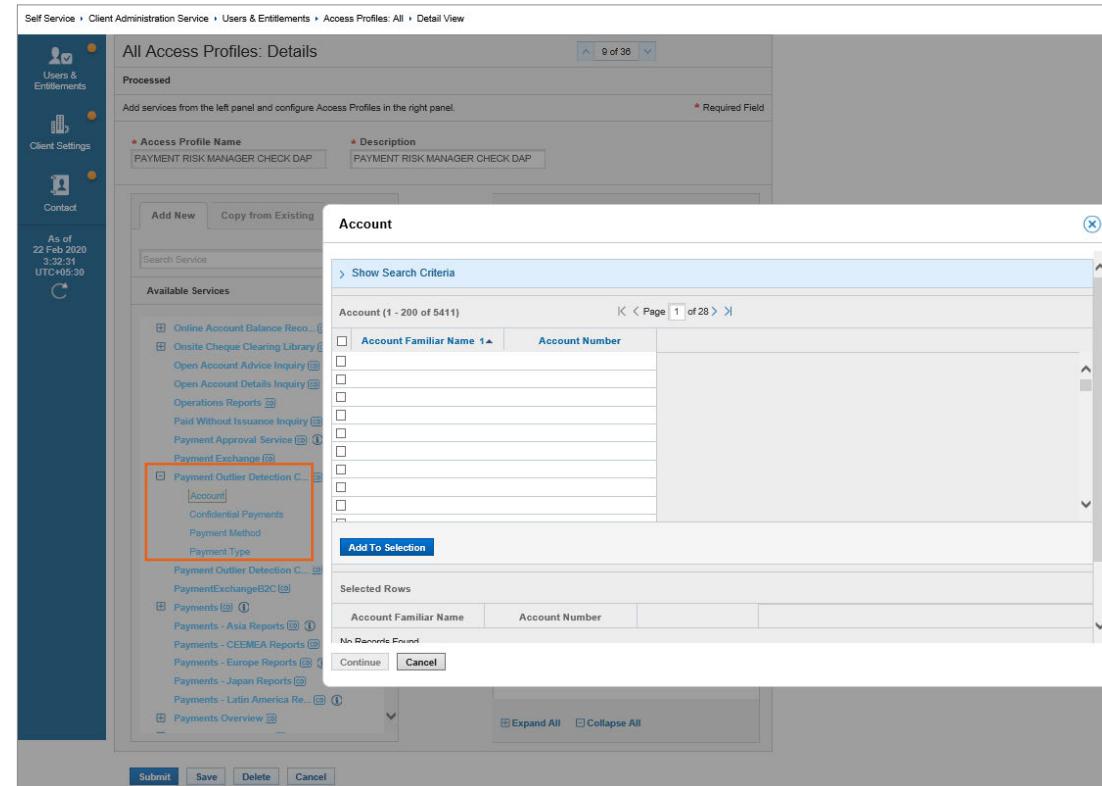 Self Service › Client Administration Service › Users & Entitlements › Access Profiles: All › Detail View
Users &
Entitlements
Client Settings
Contact
As of
22 Feb 2020
3:32:31
UTC+05:30
All Access Profiles: Details
9 of 36
Processed
Add services from the left panel and configure Access Profiles in the right panel.
* Required Field
* Access Profile Name
* Description
PAYMENT RISK MANAGER CHECK DAP
PAYMENT RISK MANAGER CHECK DAP
Add New
Copy from Existing
Search Service
Available Services
Online Account Balance Reco...
Onsite Cheque Clearing Library
Open Account Advice Inquiry
Open Account Details Inquiry
Operations Reports
Paid Without Issuance Inquiry
Payment Approval Service
Payment Exchange
Payment Outlier Detection C...
Account
Confidential Payments
Payment Method
Payment Type
Payment Outlier Detection C...
PaymentExchangeB2C
Payments
Payments - Asia Reports
Payments - CEEMEA Reports
Payments - Europe Reports
Payments - Japan Reports
Payments - Latin America Re...
Payments Overview
Account
Show Search Criteria
Account (1 - 200 of 5411)
Page 1 of 28
Account Familiar Name 1
Account Number
Add To Selection
Selected Rows
Account Familiar Name
Account Number
No Records Found
Continue
Cancel
Expand All
Collapse All
Submit
Save
Delete
Cancel